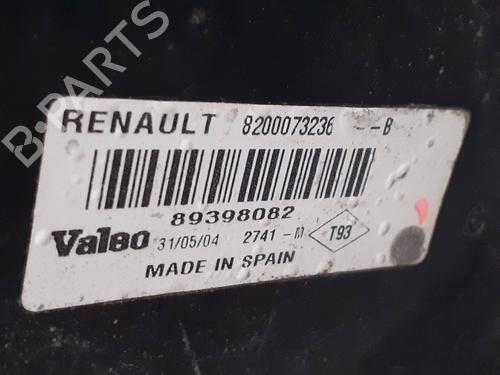 B-PARTS
RENAULT 8200073236 --B
89398082
Valeo 31/05/04 2741-M T93
MADE IN SPAIN